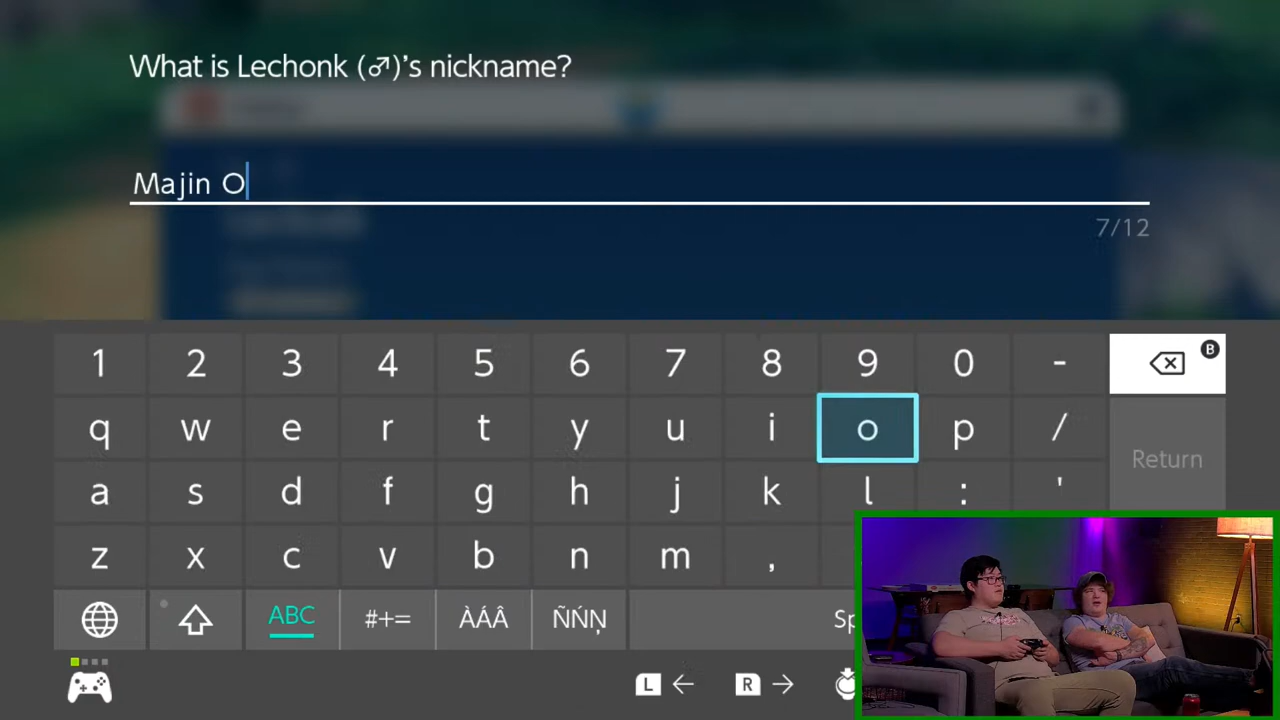 What is Lechonk (♂)'s nickname?
Majin O
7/12
1 2 3 4 5 6 7 8 9 0 - B
q w e r t y u i o p /
Return
a s d f g h j k l : '
z x c v b n m ,
ABC #+= ÀÁÂ ÑŃŅ Sp
L ← R →